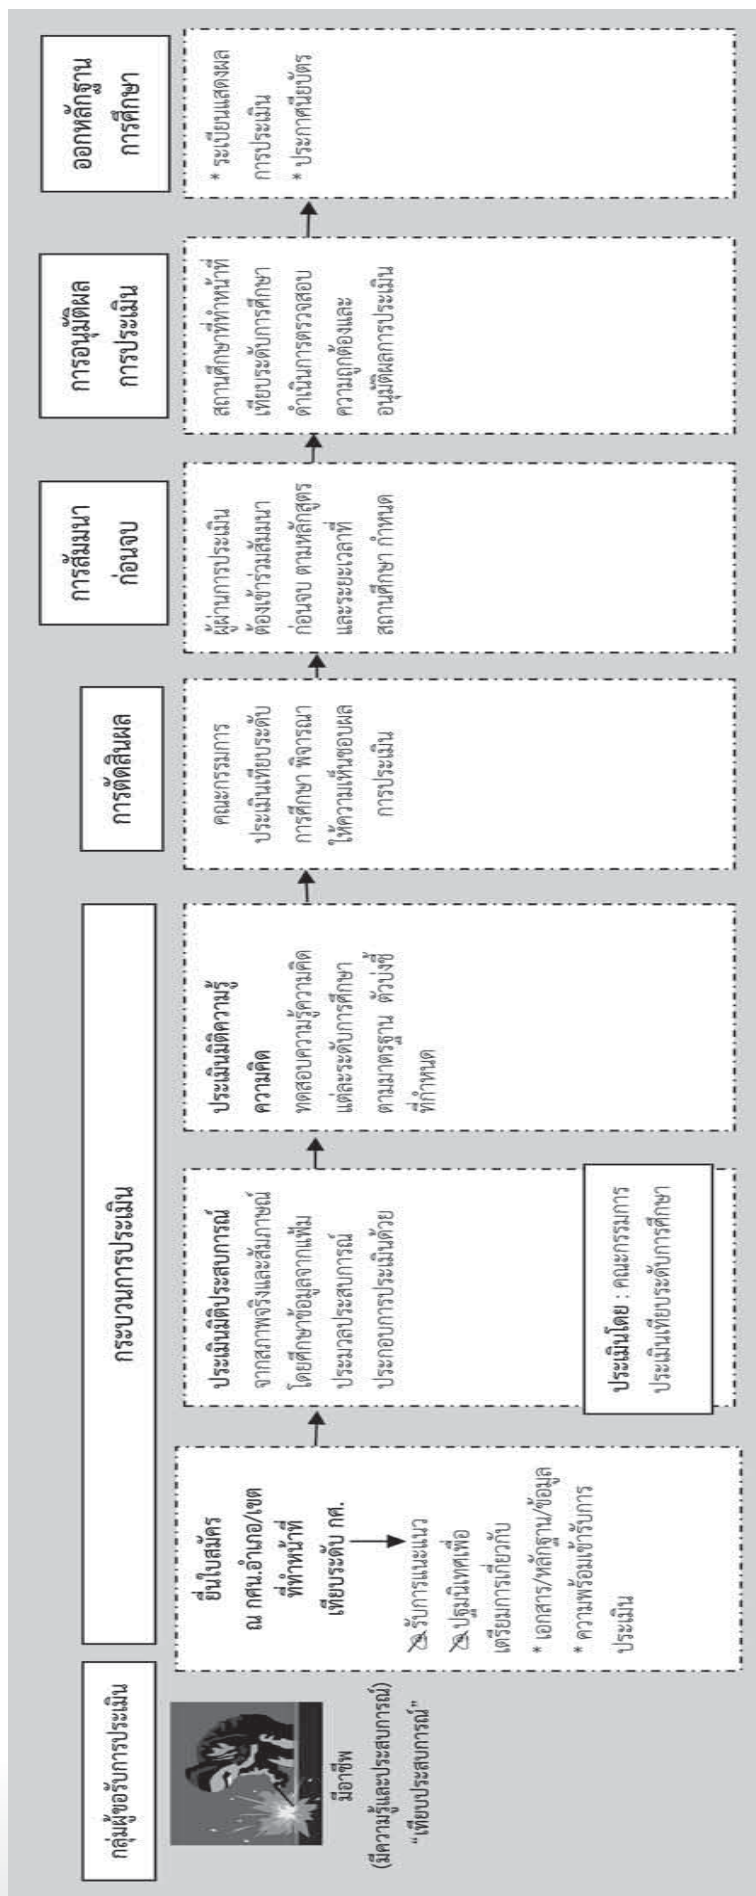 กลุ่มผู้ขอรับการประเมิน
มีอาชีพ
(มีความรู้และประสบการณ์)
“เทียบประสบการณ์”
กระบวนการประเมิน
ยื่นใบสมัคร
ณ กศน.อำเภอ/เขต
ที่ทำหน้าที่
เทียบระดับ กศ.
รับการแนะแนว
ปฐมนิเทศเพื่อ
เตรียมการเกี่ยวกับ
* เอกสาร/หลักฐาน/ข้อมูล
* ความพร้อมเข้ารับการ
ประเมิน
ประเมินมิติประสบการณ์
จากสภาพจริงและสัมภาษณ์
โดยศึกษาข้อมูลจากแฟ้ม
ประมวลประสบการณ์
ประกอบการประเมินด้วย
ประเมินโดย : คณะกรรมการ
ประเมินเทียบระดับการศึกษา
ประเมินมิติความรู้
ความคิด
ทดสอบความรู้ความคิด
แต่ละระดับการศึกษา
ตามมาตรฐาน ตัวบ่งชี้
ที่กำหนด
การตัดสินผล
คณะกรรมการ
ประเมินเทียบระดับ
การศึกษา พิจารณา
ให้ความเห็นชอบผล
การประเมิน
การสัมมนา
ก่อนจบ
ผู้ผ่านการประเมิน
ต้องเข้าร่วมสัมมนา
ก่อนจบ ตามหลักสูตร
และระยะเวลาที่
สถานศึกษา กำหนด
การอนุมัติผล
การประเมิน
สถานศึกษาที่ทำหน้าที่
เทียบระดับการศึกษา
ดำเนินการตรวจสอบ
ความถูกต้องและ
อนุมัติผลการประเมิน
ออกหลักฐาน
การศึกษา
* ระเบียนแสดงผล
การประเมิน
* ประกาศนียบัตร